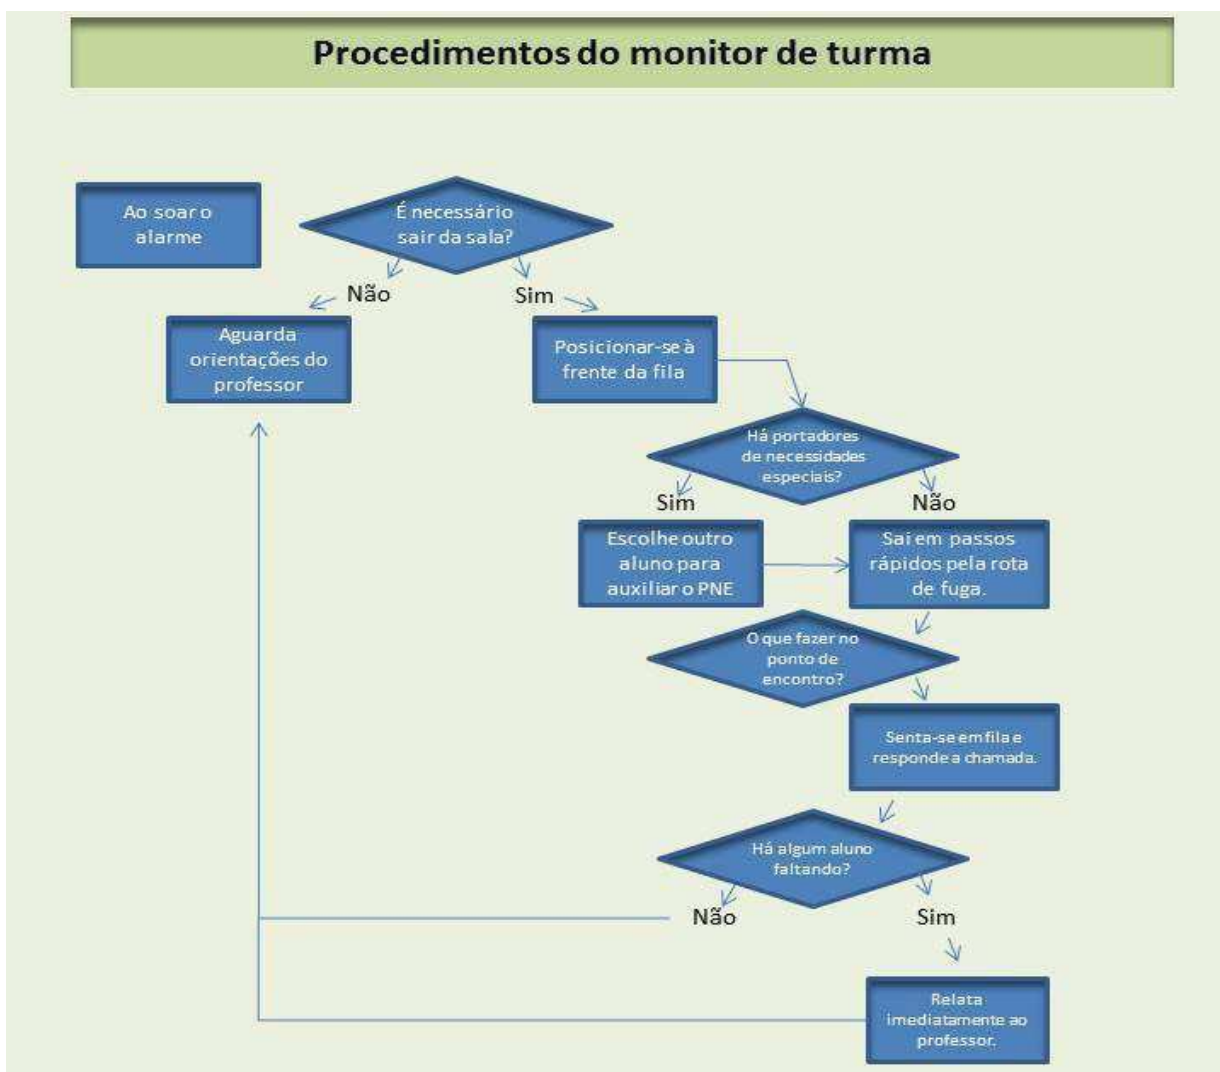 Procedimentos do monitor de turma
Ao soar o
alarme
É necessário
sair da sala?
Não
Sim
Aguarda
orientações do
professor
Posicionar-se à
frente da fila
Há portadores
de necessidades
especiais?
Sim
Não
Escolhe outro
aluno para
auxiliar o PNE
Sai em passos
rápidos pela rota
de fuga.
O que fazer no
ponto de
encontro?
Senta-se em fila e
responde a chamada.
Há algum aluno
faltando?
Não
Sim
Relata
imediatamente ao
professor.